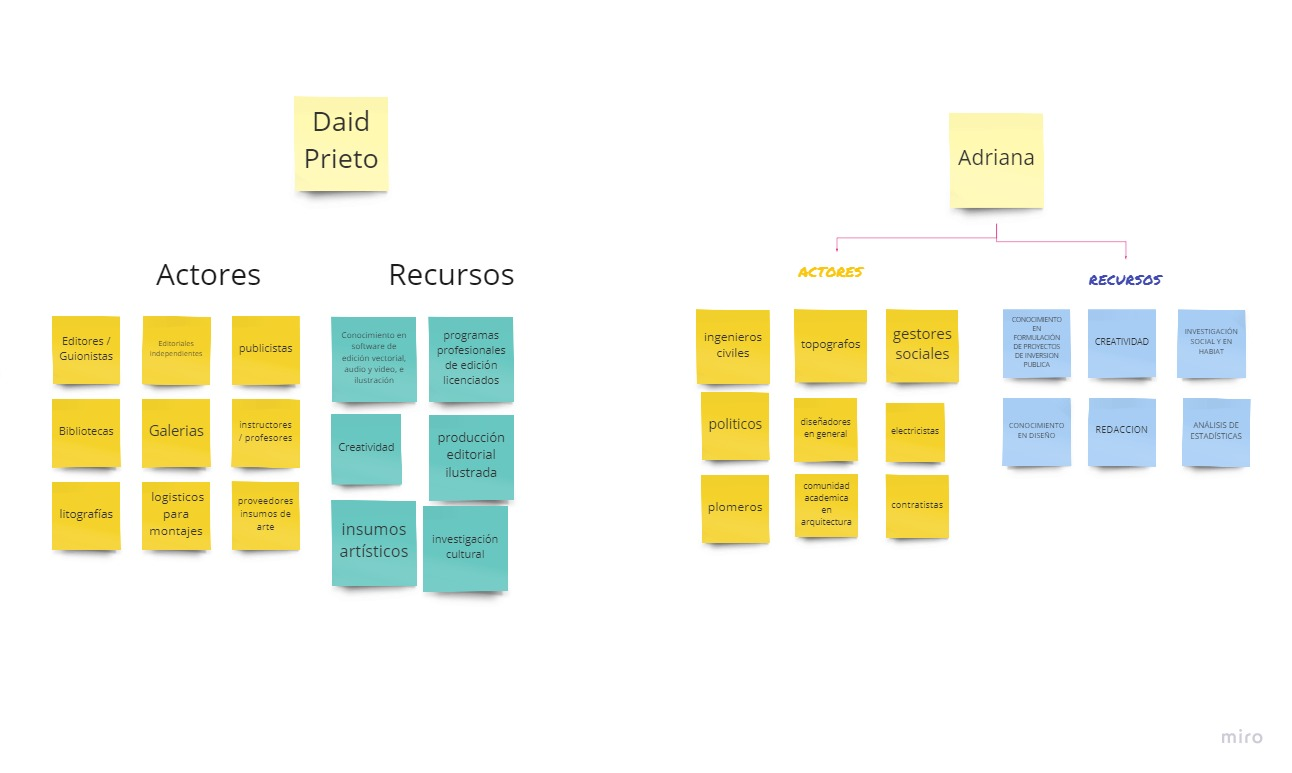 Daid
Prieto
Actores
Editores /
Guionistas
Editoriales
independientes
publicistas
Bibliotecas
Galerias
instructores
/ profesores
litografías
logisticos
para
montajes
proveedores
insumos de
arte
Recursos
Conocimiento en
software de
edición vectorial,
audio y video, e
ilustración
programas
profesionales
de edición
licenciados
Creatividad
producción
editorial
ilustrada
insumos
artísticos
investigación
cultural
Adriana
ACTORES
ingenieros
civiles
topografos
gestores
sociales
politicos
diseñadores
en general
electricistas
plomeros
comunidad
academica
en
arquitectura
contratistas
RECURSOS
CONOCIMIENTO
EN
FORMULACIÓN
DE PROYECTOS
DE INVERSION
PUBLICA
CREATIVIDAD
INVESTIGACIÓN
SOCIAL Y EN
HABIAT
CONOCIMIENTO
EN DISEÑO
REDACCION
ANÁLISIS DE
ESTADÍSTICAS
miro